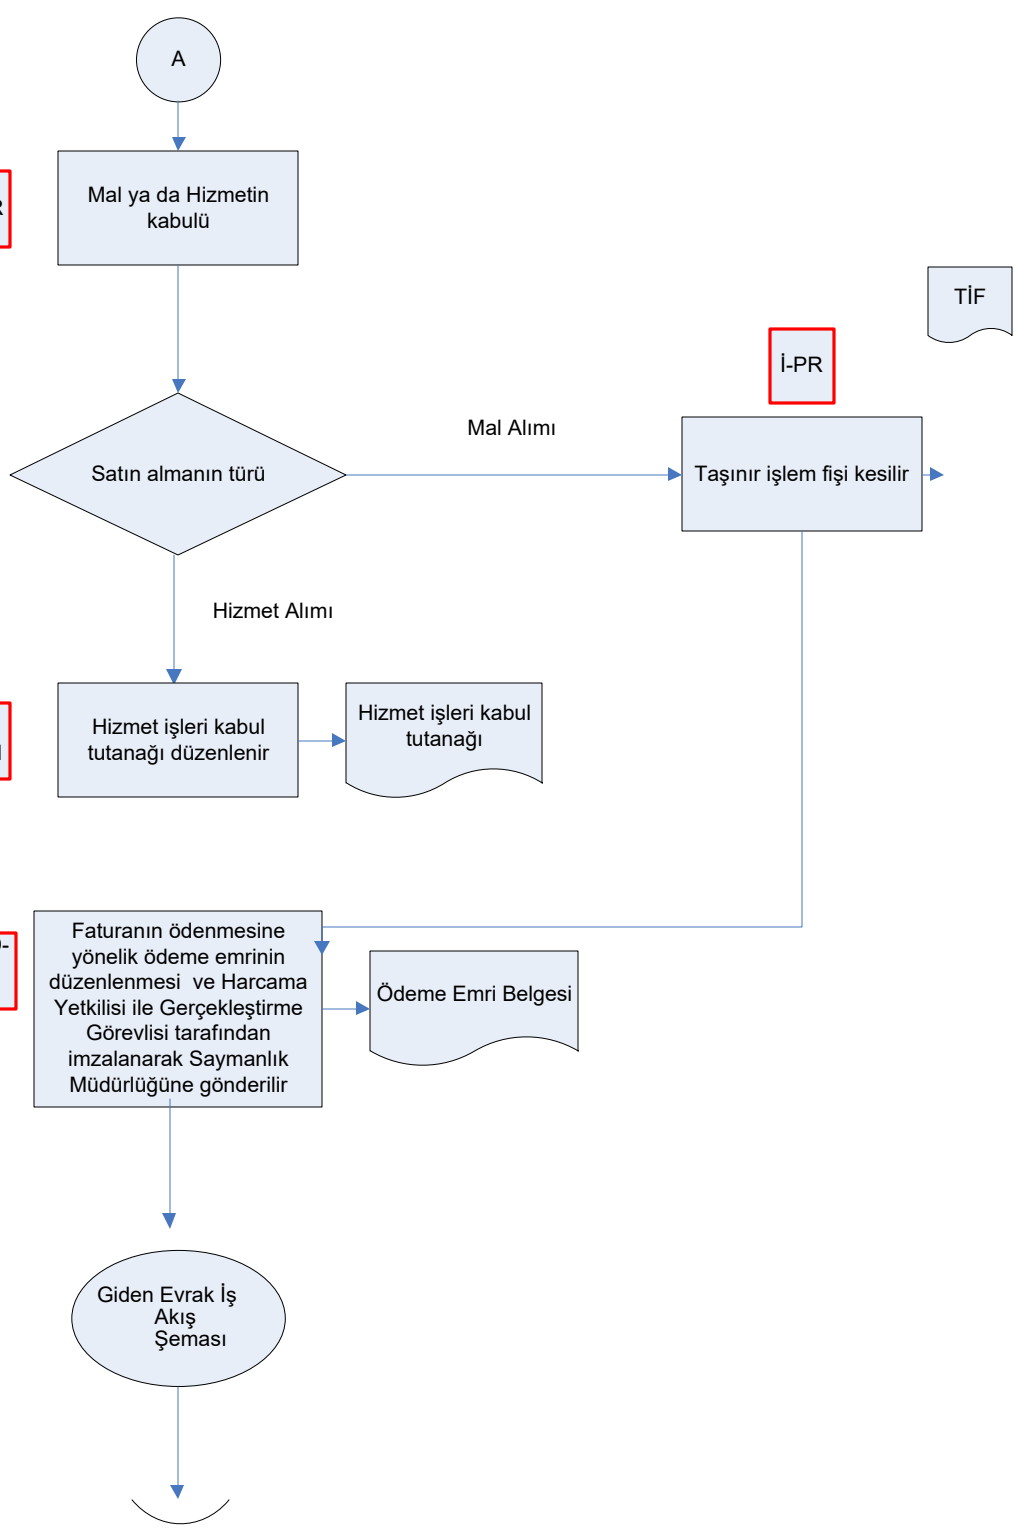 A
Mal ya da Hizmetin
kabulü
TİF
İ-PR
Mal Alımı
Satın almanın türü
Taşınır işlem fişi kesilir
Hizmet Alımı
Hizmet işleri kabul
tutanağı düzenlenir
Hizmet işleri kabul
tutanağı
Faturanın ödenmesine
yönelik ödeme emrinin
düzenlenmesi  ve Harcama
Yetkilisi ile Gerçekleştirme
Görevlisi tarafından
imzalanarak Saymanlık
Müdürlüğüne gönderilir
Ödeme Emri Belgesi
Giden Evrak İş
Akış
Şeması